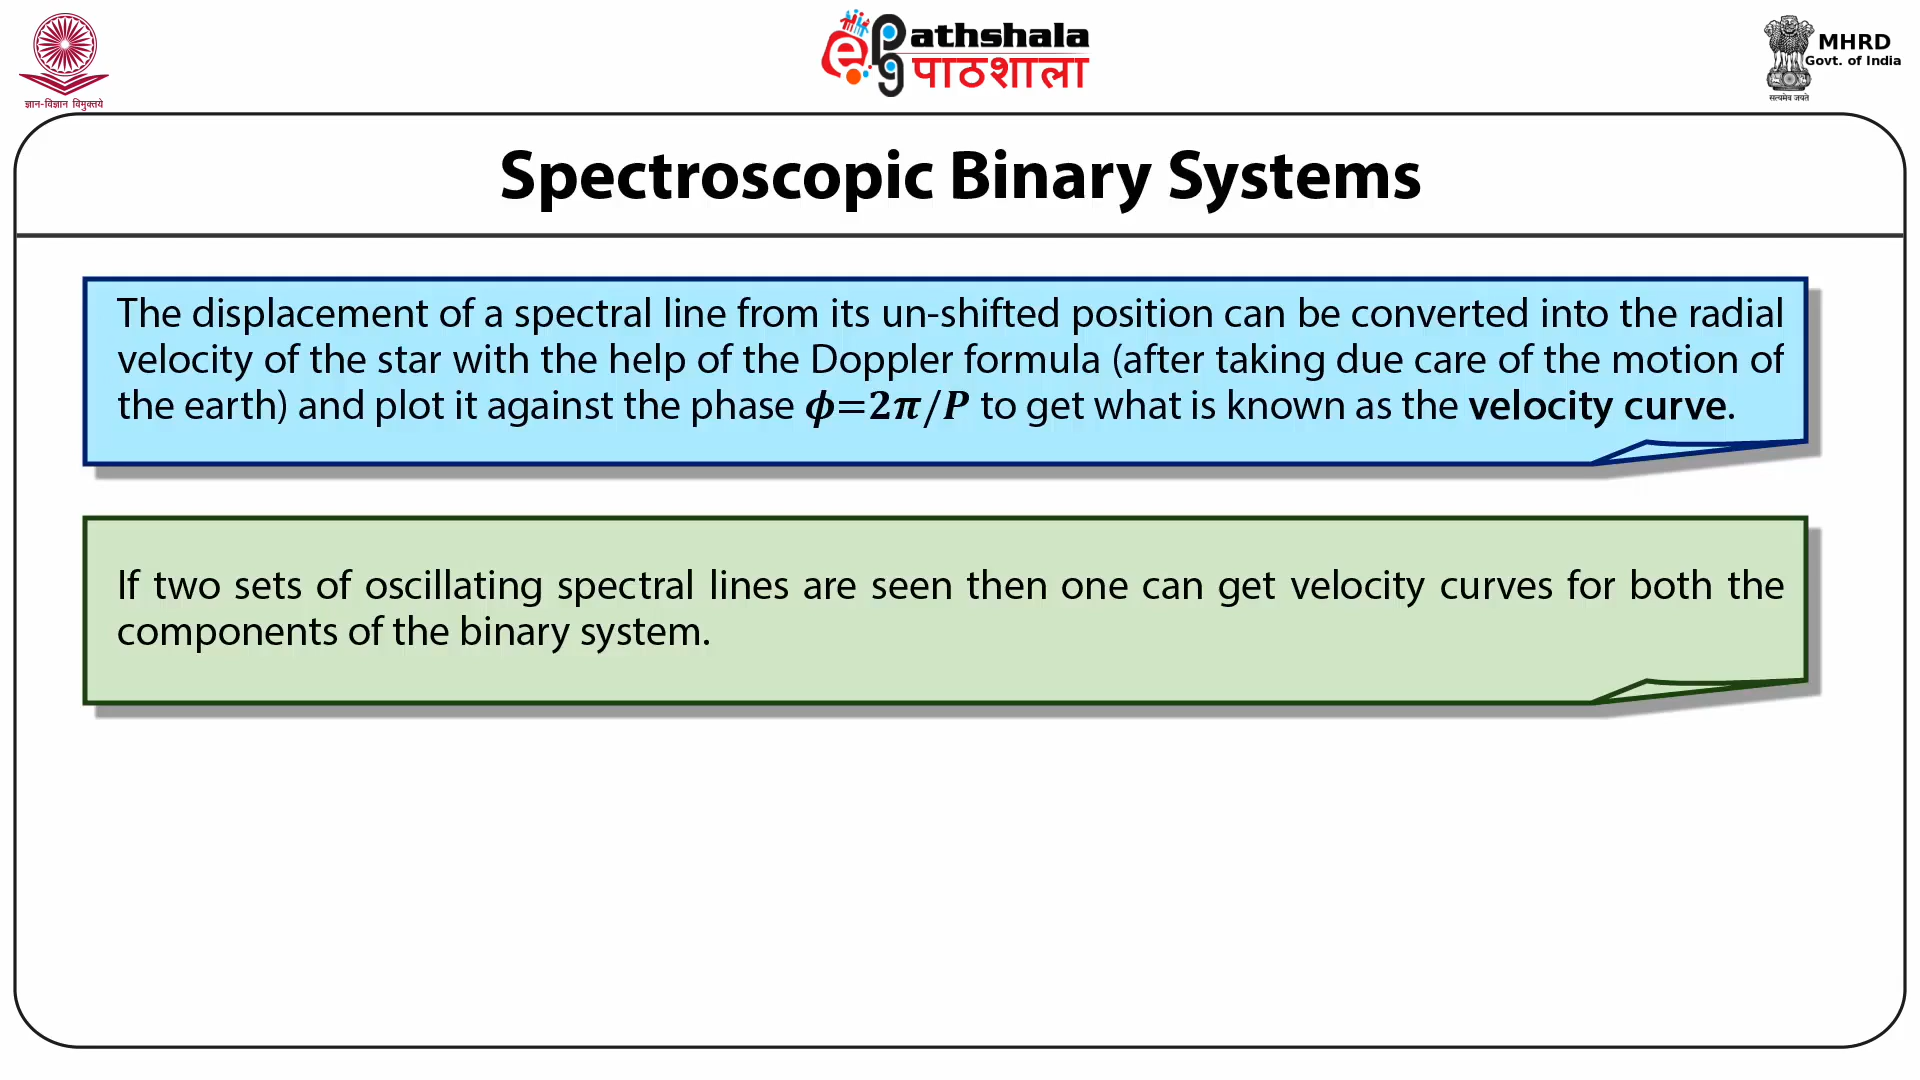 ज्ञान-विज्ञान विमुक्तये
ePG
athshala
पाठशाला
MHRD
Govt. of India
सत्यमेव जयते
Spectroscopic Binary Systems
The displacement of a spectral line from its un-shifted position can be converted into the radial
velocity of the star with the help of the Doppler formula (after taking due care of the motion of
the earth) and plot it against the phase ϕ=2π/P to get what is known as the velocity curve.
If two sets of oscillating spectral lines are seen then one can get velocity curves for both the
components of the binary system.